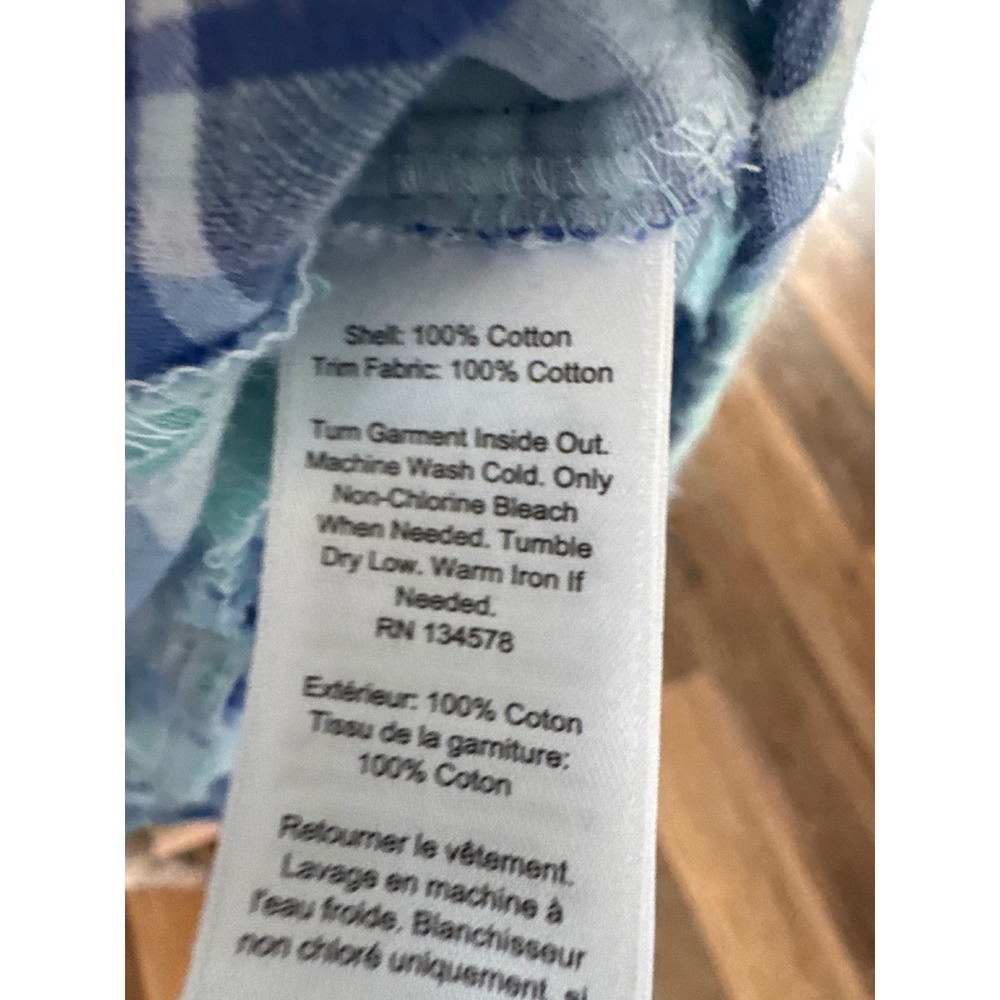 Shell: 100% Cotton
Trim Fabric: 100% Cotton
Turn Garment Inside Out.
Machine Wash Cold. Only
Non-Chlorine Bleach
When Needed. Tumble
Dry Low. Warm Iron If
Needed.
RN 134578
Extérieur: 100% Coton
Tissu de la garniture:
100% Coton
Retourner le vêtement.
Lavage en machine à
l'eau froide. Blanchisseur
non chloré uniquement, si